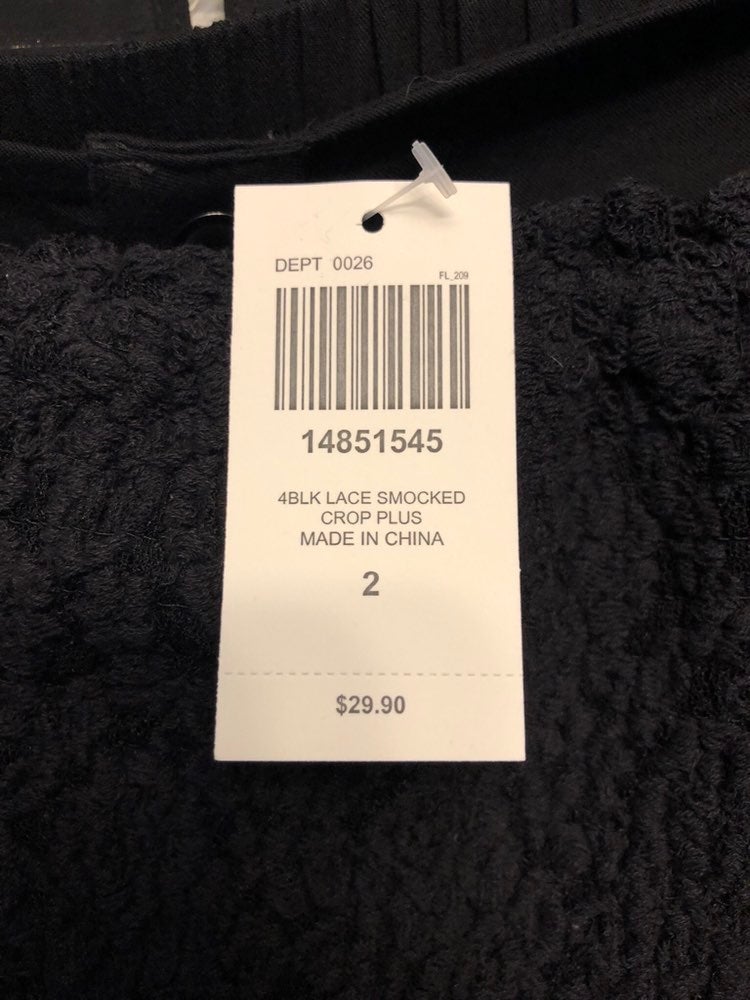 DEPT 0026
FL_209
14851545
4BLK LACE SMOCKED
CROP PLUS
MADE IN CHINA
2
$29.90